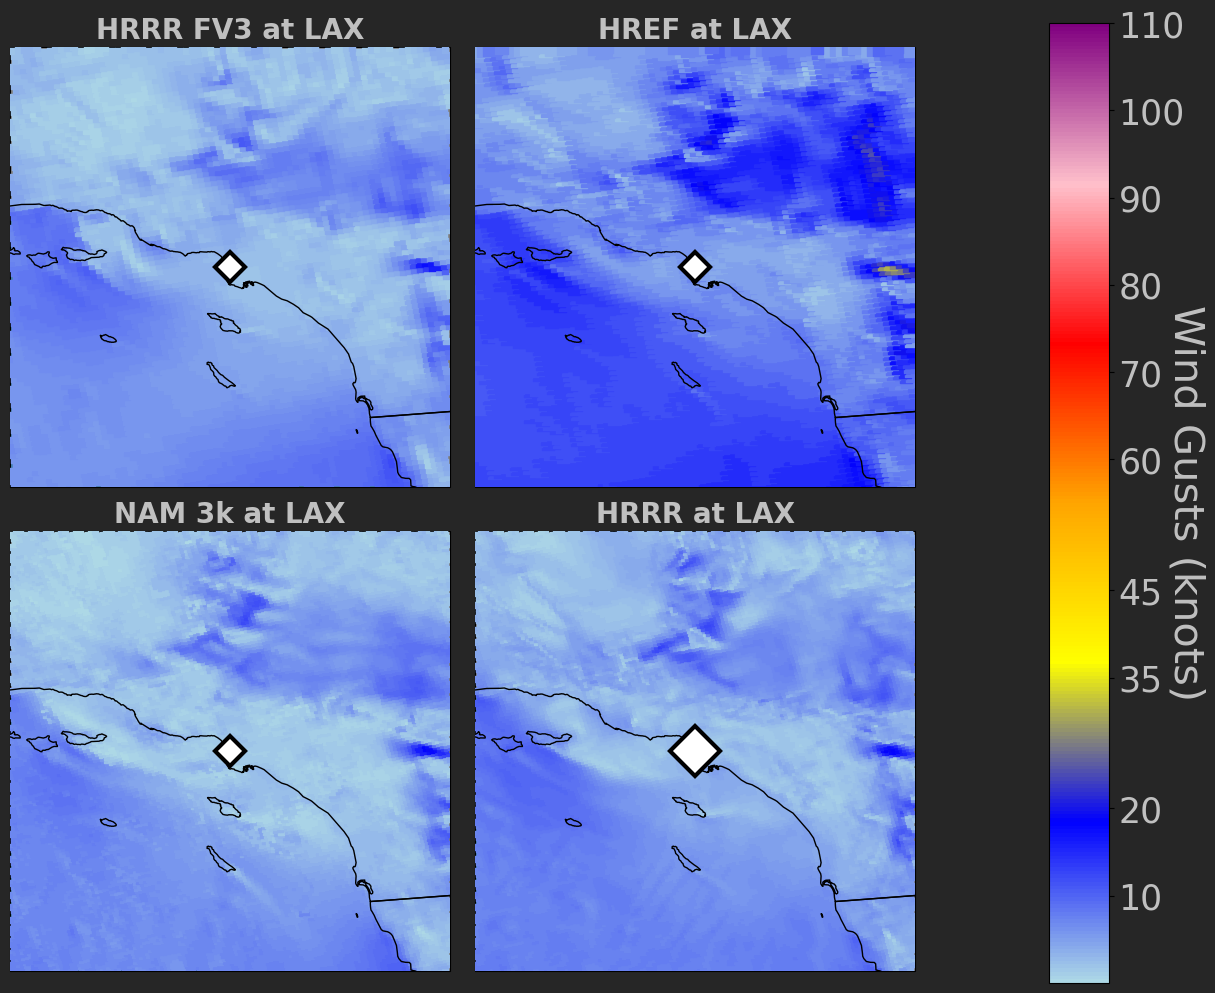 HRRR FV3 at LAX
HREF at LAX
NAM 3k at LAX
HRRR at LAX
110
100
90
80
70
60
45
35
20
10
Wind Gusts (knots)